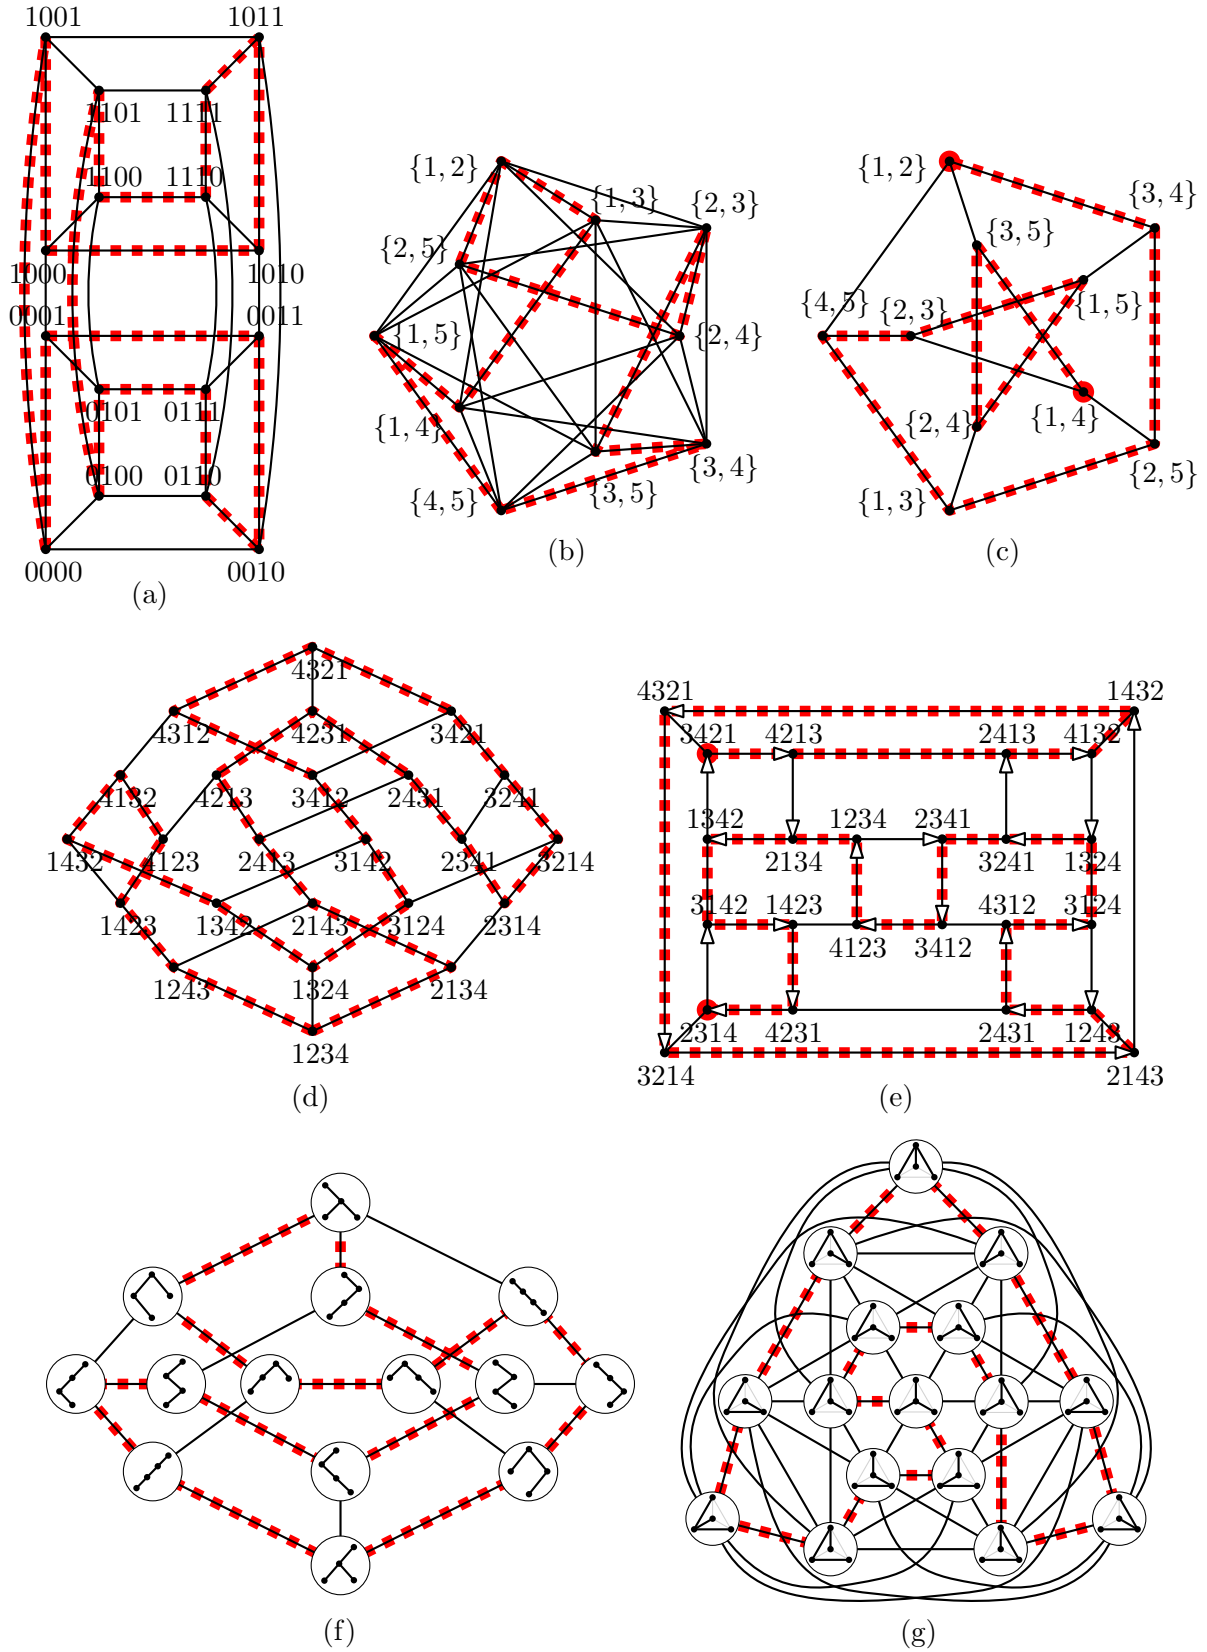 1001 1011
1101 1111
1100 1110
1000 1010
0001 0011
0101 0111
0100 0110
0000 0010
(a)
{1, 2}
{1, 3} {2, 3}
{2, 5}
{1, 5} {2, 4}
{1, 4}
{4, 5} {3, 5} {3, 4}
(b)
{1, 2}
{3, 4}
{3, 5}
{4, 5} {2, 3} {1, 5}
{2, 4} {1, 4}
{1, 3} {2, 5}
(c)
4321
4312 4231 3421
4132 4213 3412 2431 3241
1432 4123 2413 3142 2341 3214
1423 1342 2143 3124 2314
1243 1324 2134
1234
(d)
4321 1432
3421 4213 2413 4132
1342 1234 2341
2134 3241 1324
3142 1423 4312 3124
4123 3412
2314 4231 2431 1243
3214 2143
(e)
(f)
(g)